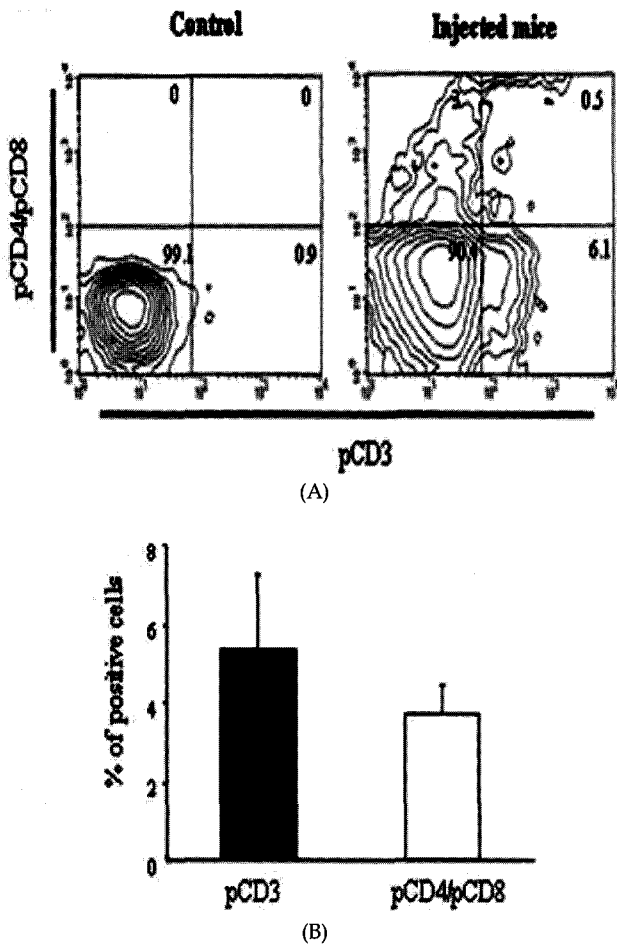 Control
Injected mice
pCD4/pCD8
0
0
99.1
0.9
0.5
6.1
pCD3
(A)
% of positive cells
8
6
4
2
0
pCD3
pCD4/pCD8
(B)